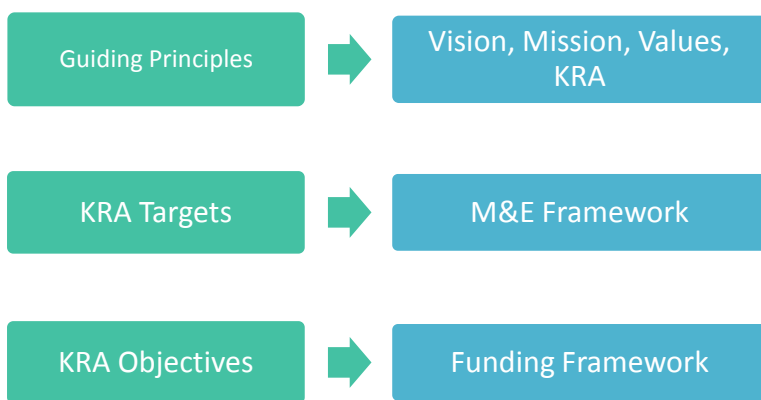 Guiding Principles
Vision, Mission, Values,
KRA
KRA Targets
M&E Framework
KRA Objectives
Funding Framework